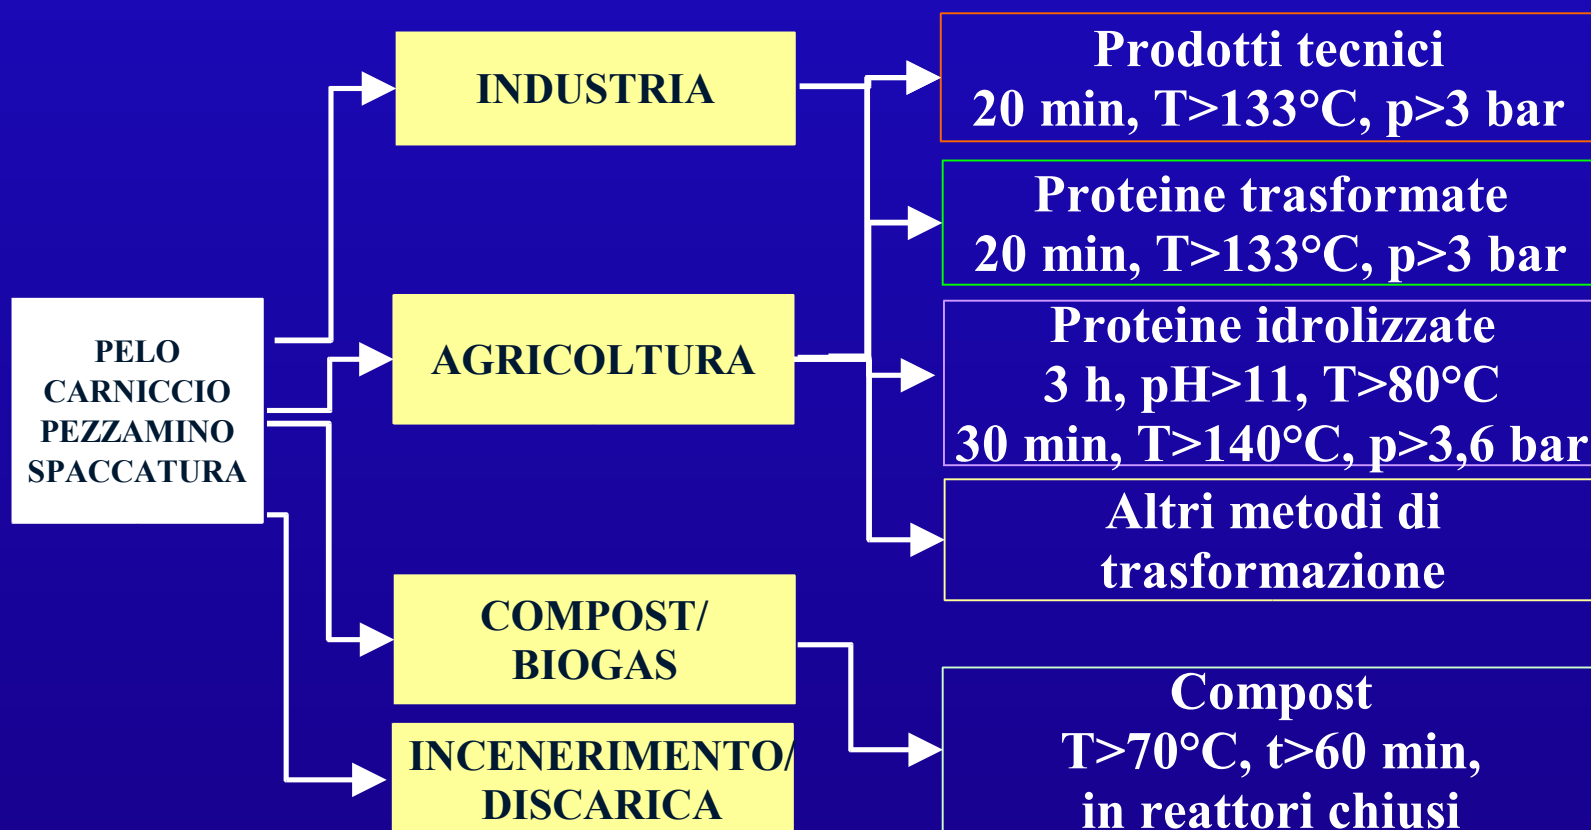 PELO
CARNICCIO
PEZZAMINO
SPACCATURA
INDUSTRIA
AGRICOLTURA
COMPOST/
BIOGAS
INCENERIMENTO/
DISCARICA
Prodotti tecnici
20 min, T>133°C, p>3 bar
Proteine trasformate
20 min, T>133°C, p>3 bar
Proteine idrolizzate
3 h, pH>11, T>80°C
30 min, T>140°C, p>3,6 bar
Altri metodi di
trasformazione
Compost
T>70°C, t>60 min,
in reattori chiusi